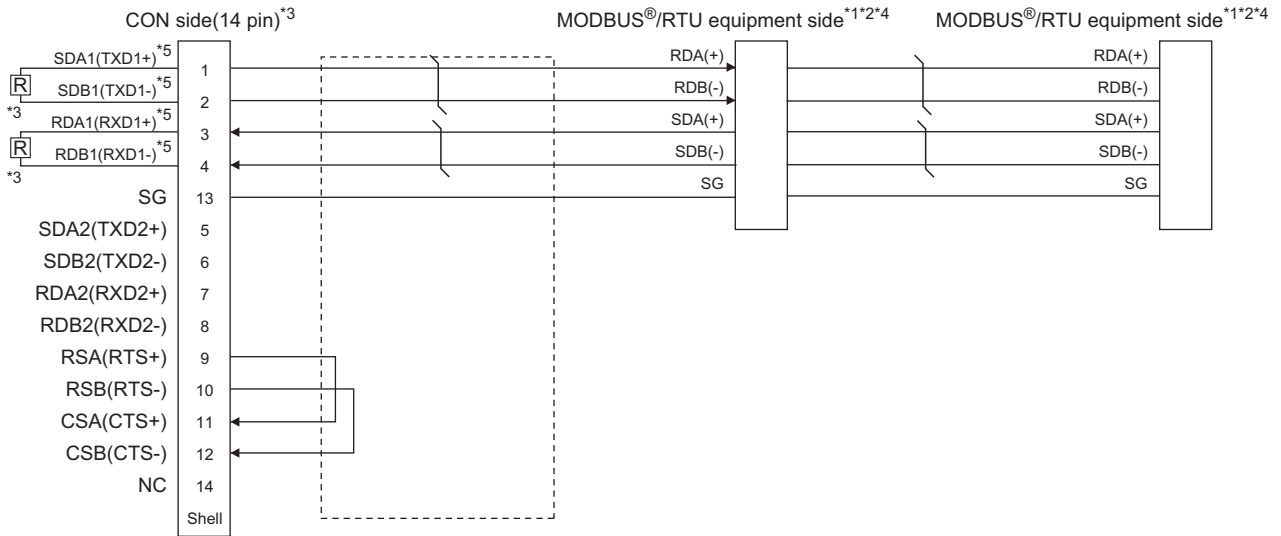 CON side(14 pin)*3 MODBUS®/RTU equipment side*1*2*4 MODBUS®/RTU equipment side*1*2*4
SDA1(TXD1+)*5 1 RDA(+) RDA(+)
R
SDB1(TXD1-)*5 2 RDB(-) RDB(-)
*3
RDA1(RXD1+)*5 3 SDA(+) SDA(+)
R
RDB1(RXD1-)*5 4 SDB(-) SDB(-)
*3
SG 13 SG SG
SDA2(TXD2+) 5
SDB2(TXD2-) 6
RDA2(RXD2+) 7
RDB2(RXD2-) 8
RSA(RTS+) 9
RSB(RTS-) 10
CSA(CTS+) 11
CSB(CTS-) 12
NC 14
Shell